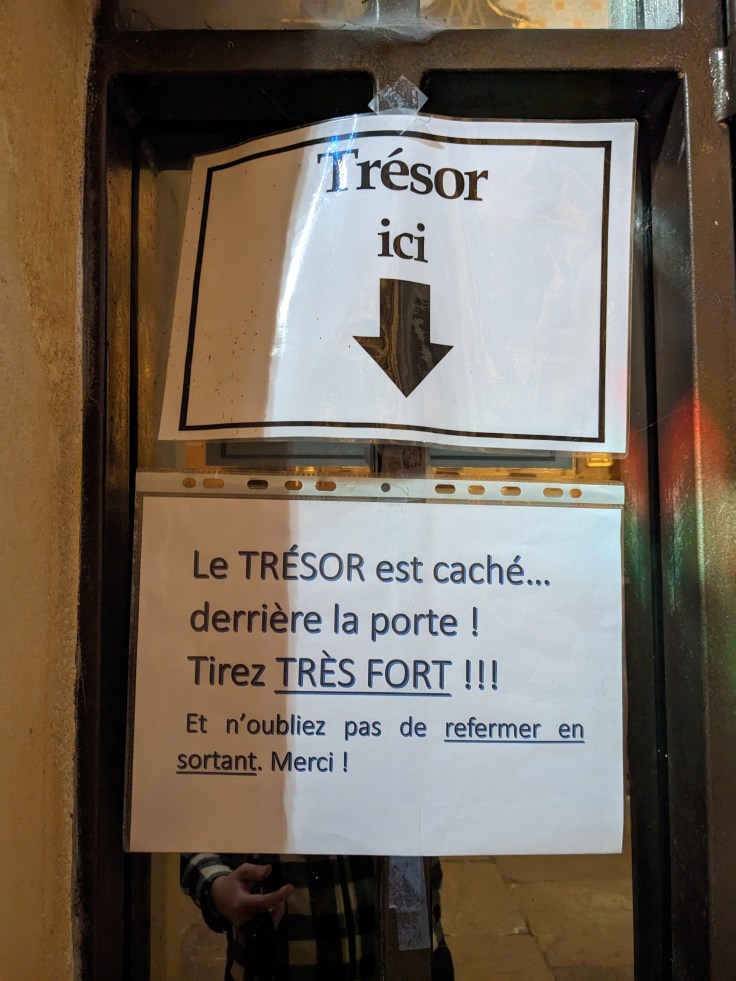 Trésor
ici
Le TRÉSOR est caché...
derrière la porte !
Tirez TRÈS FORT !!!
Et n'oubliez pas de refermer en
sortant. Merci !